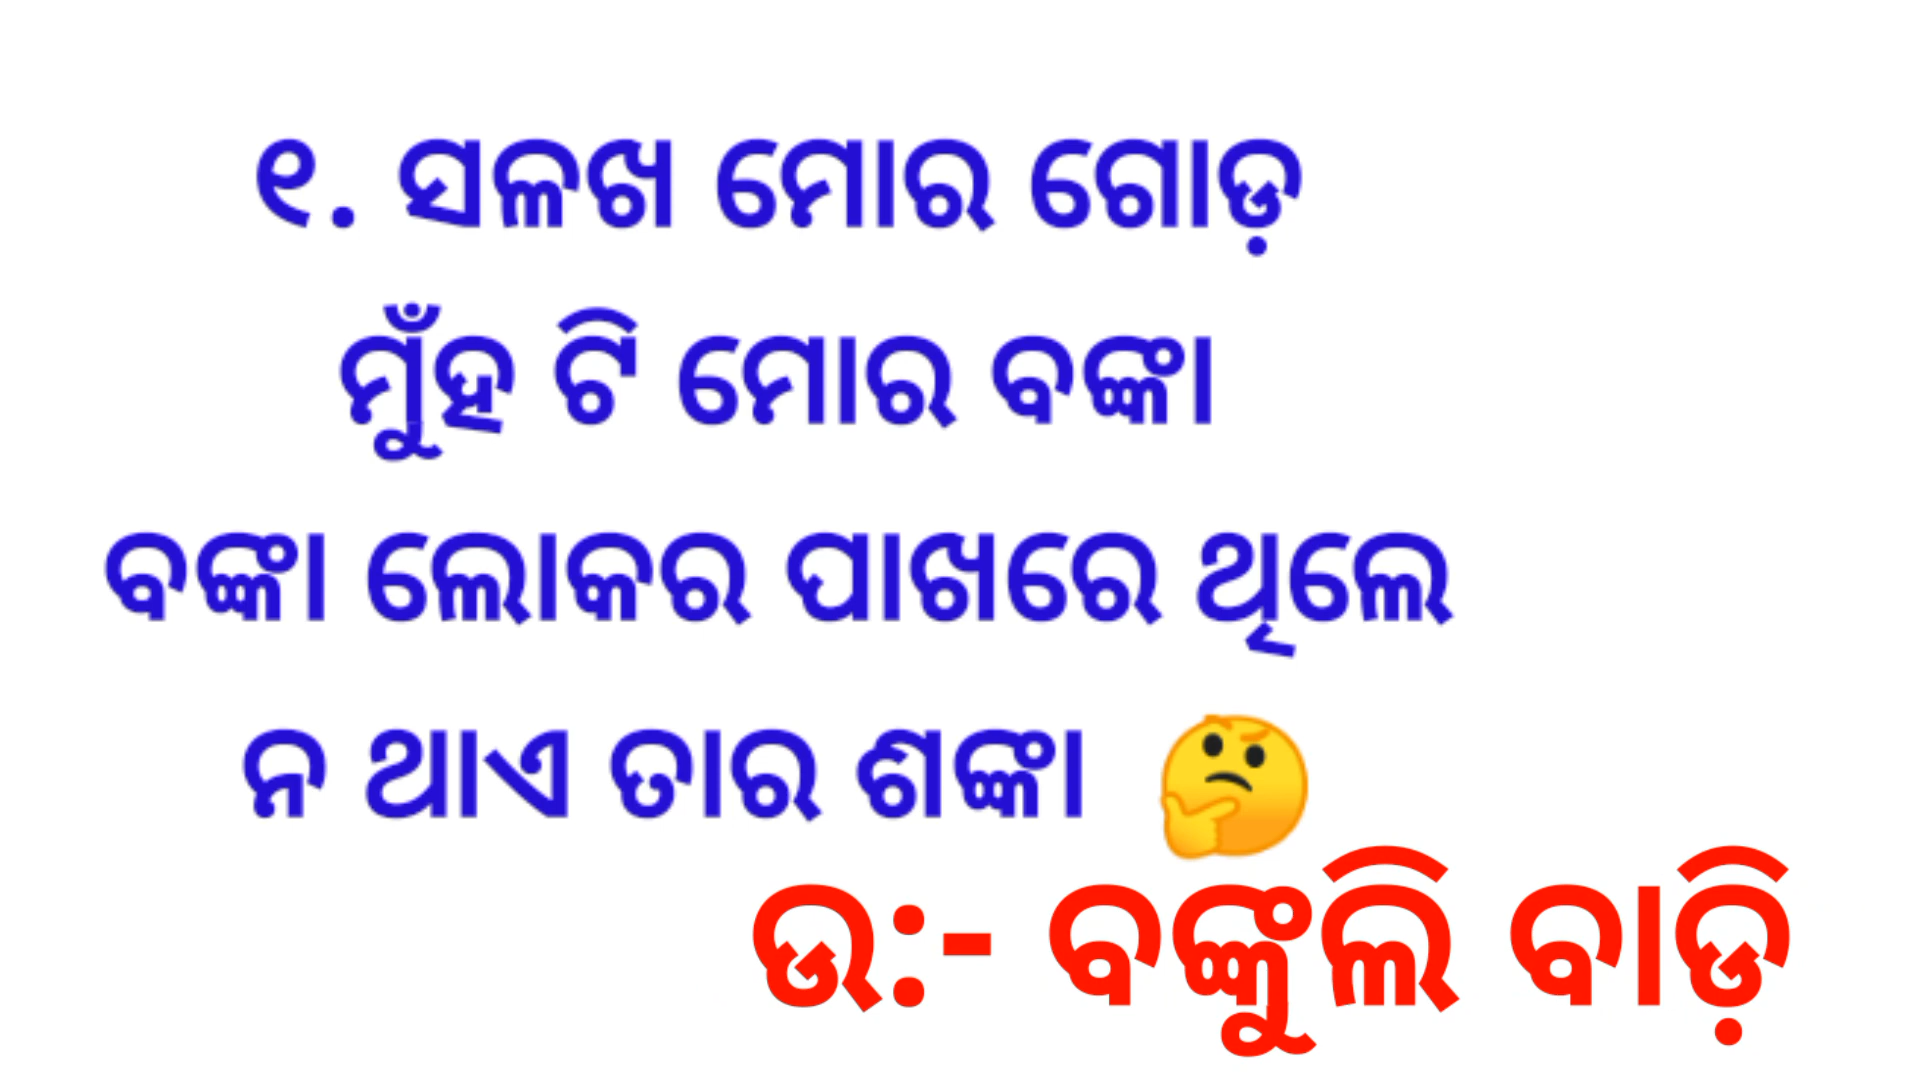 ୧. ସଳଖ ମୋର ଗୋଡ଼
ମୁଁହ ଟି ମୋର ବଙ୍କା
ବଙ୍କା ଲୋକର ପାଖରେ ଥିଲେ
ନ ଥାଏ ତାର ଶଙ୍କା 🤔
ଉ:- ବଙ୍କୁଲି ବାଡ଼ି